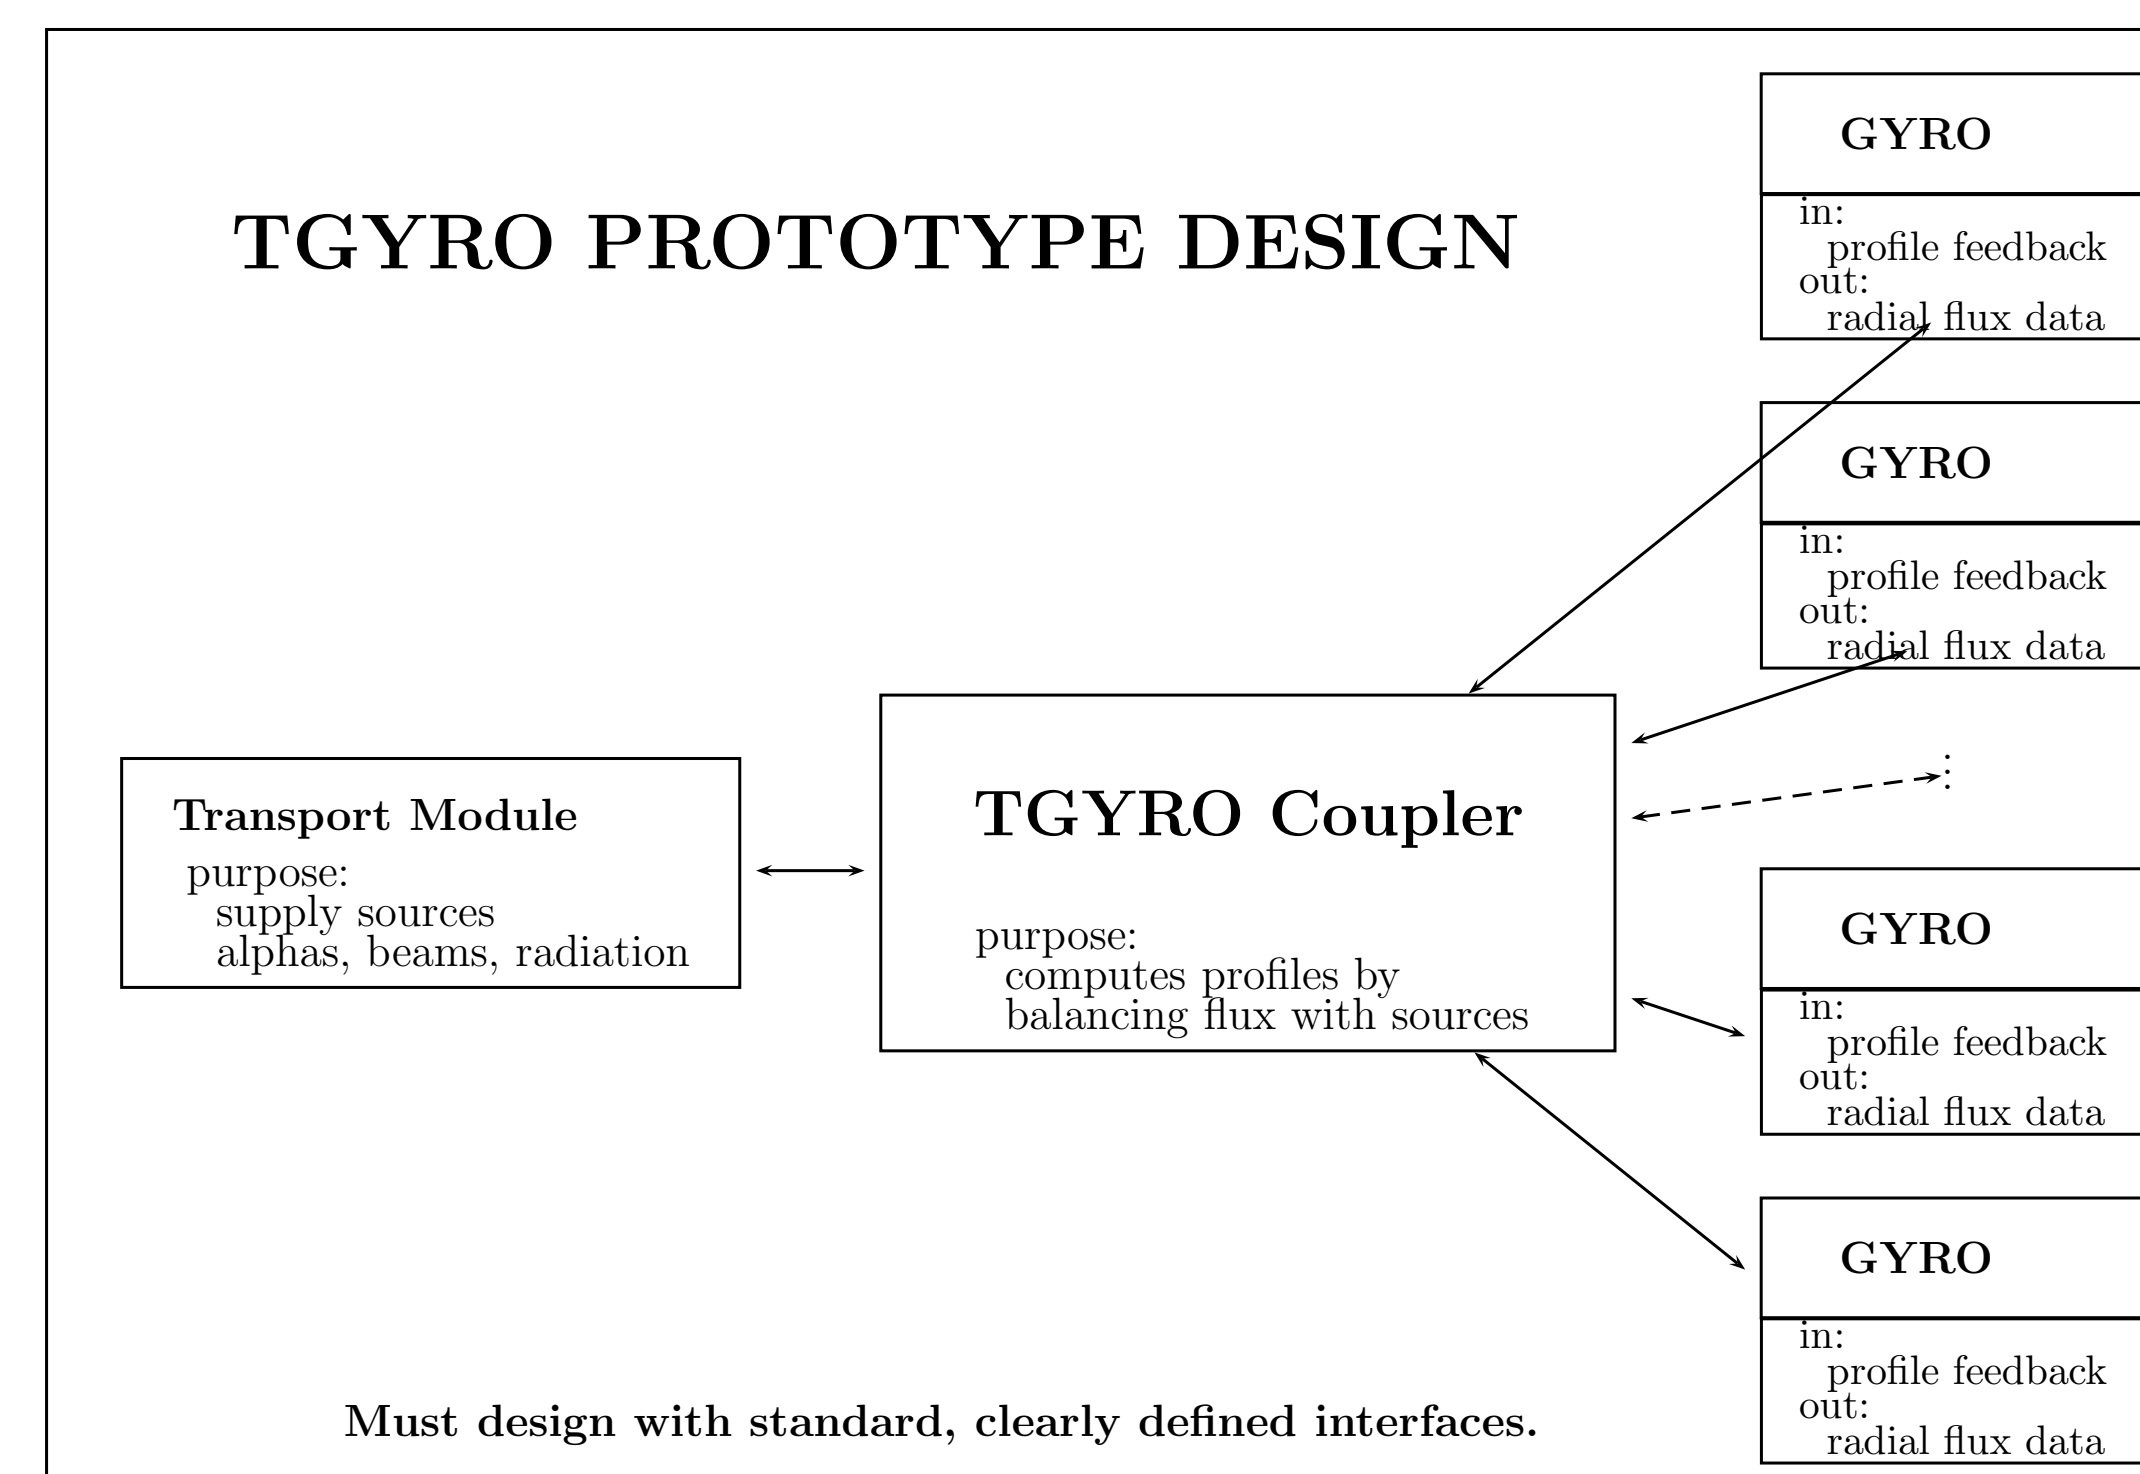 TGYRO PROTOTYPE DESIGN
GYRO
in:
profile feedback
out:
radial flux data
GYRO
in:
profile feedback
out:
radial flux data
⋮
Transport Module
purpose:
supply sources
alphas, beams, radiation
TGYRO Coupler
purpose:
computes profiles by
balancing flux with sources
GYRO
in:
profile feedback
out:
radial flux data
GYRO
in:
profile feedback
out:
radial flux data
Must design with standard, clearly defined interfaces.